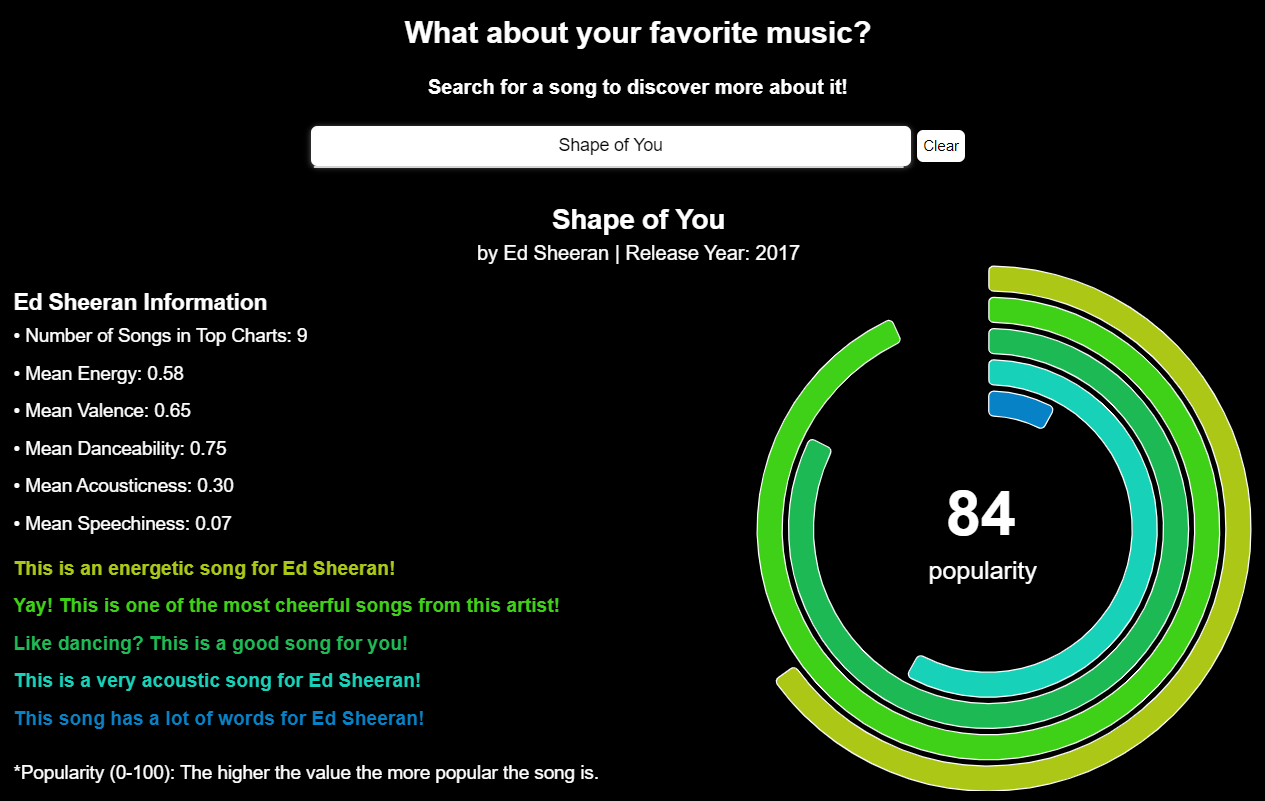 What about your favorite music?
Search for a song to discover more about it!
Shape of You
Clear
Shape of You
by Ed Sheeran | Release Year: 2017
Ed Sheeran Information
• Number of Songs in Top Charts: 9
• Mean Energy: 0.58
• Mean Valence: 0.65
• Mean Danceability: 0.75
• Mean Acousticness: 0.30
• Mean Speechiness: 0.07
This is an energetic song for Ed Sheeran!
Yay! This is one of the most cheerful songs from this artist!
Like dancing? This is a good song for you!
This is a very acoustic song for Ed Sheeran!
This song has a lot of words for Ed Sheeran!
84
popularity
*Popularity (0-100): The higher the value the more popular the song is.